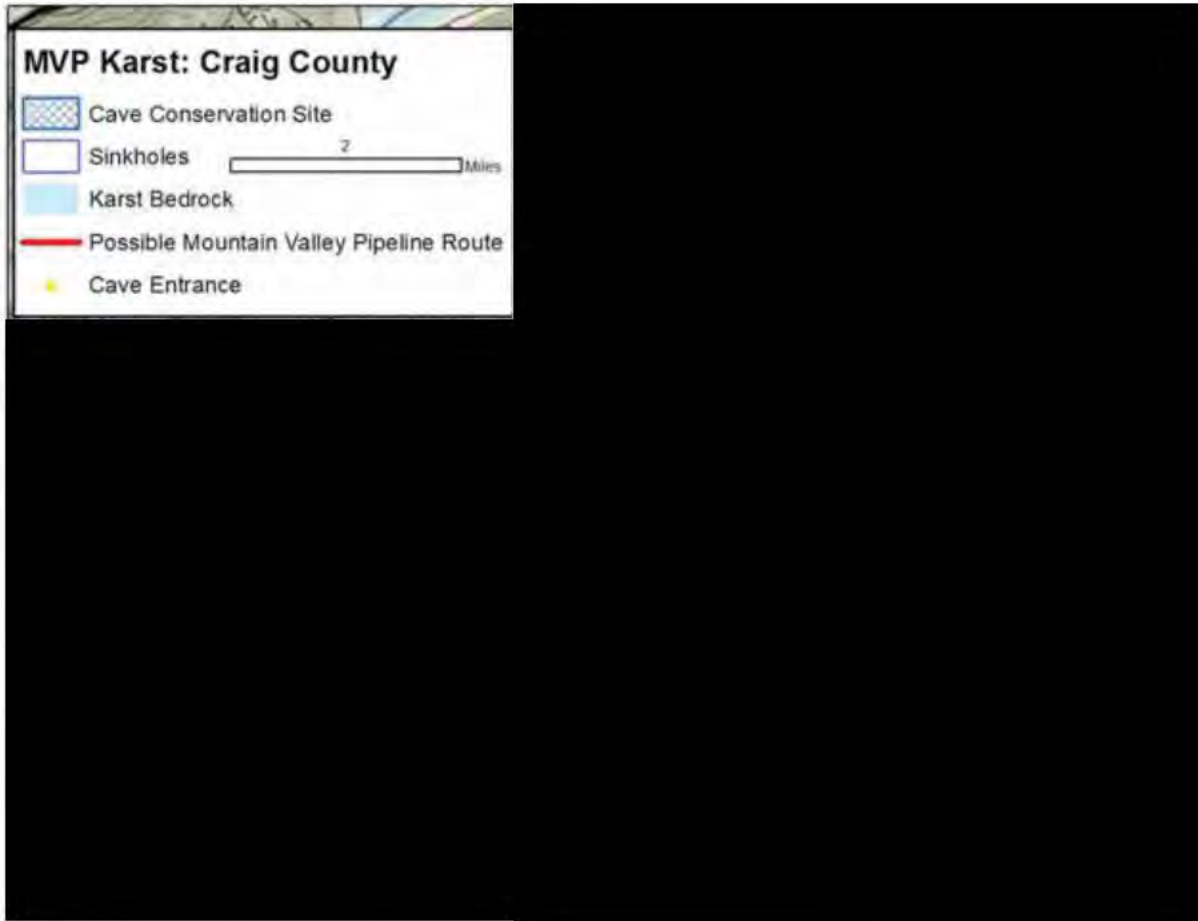 MVP Karst: Craig County
Cave Conservation Site
Sinkholes
2
Miles
Karst Bedrock
Possible Mountain Valley Pipeline Route
Cave Entrance